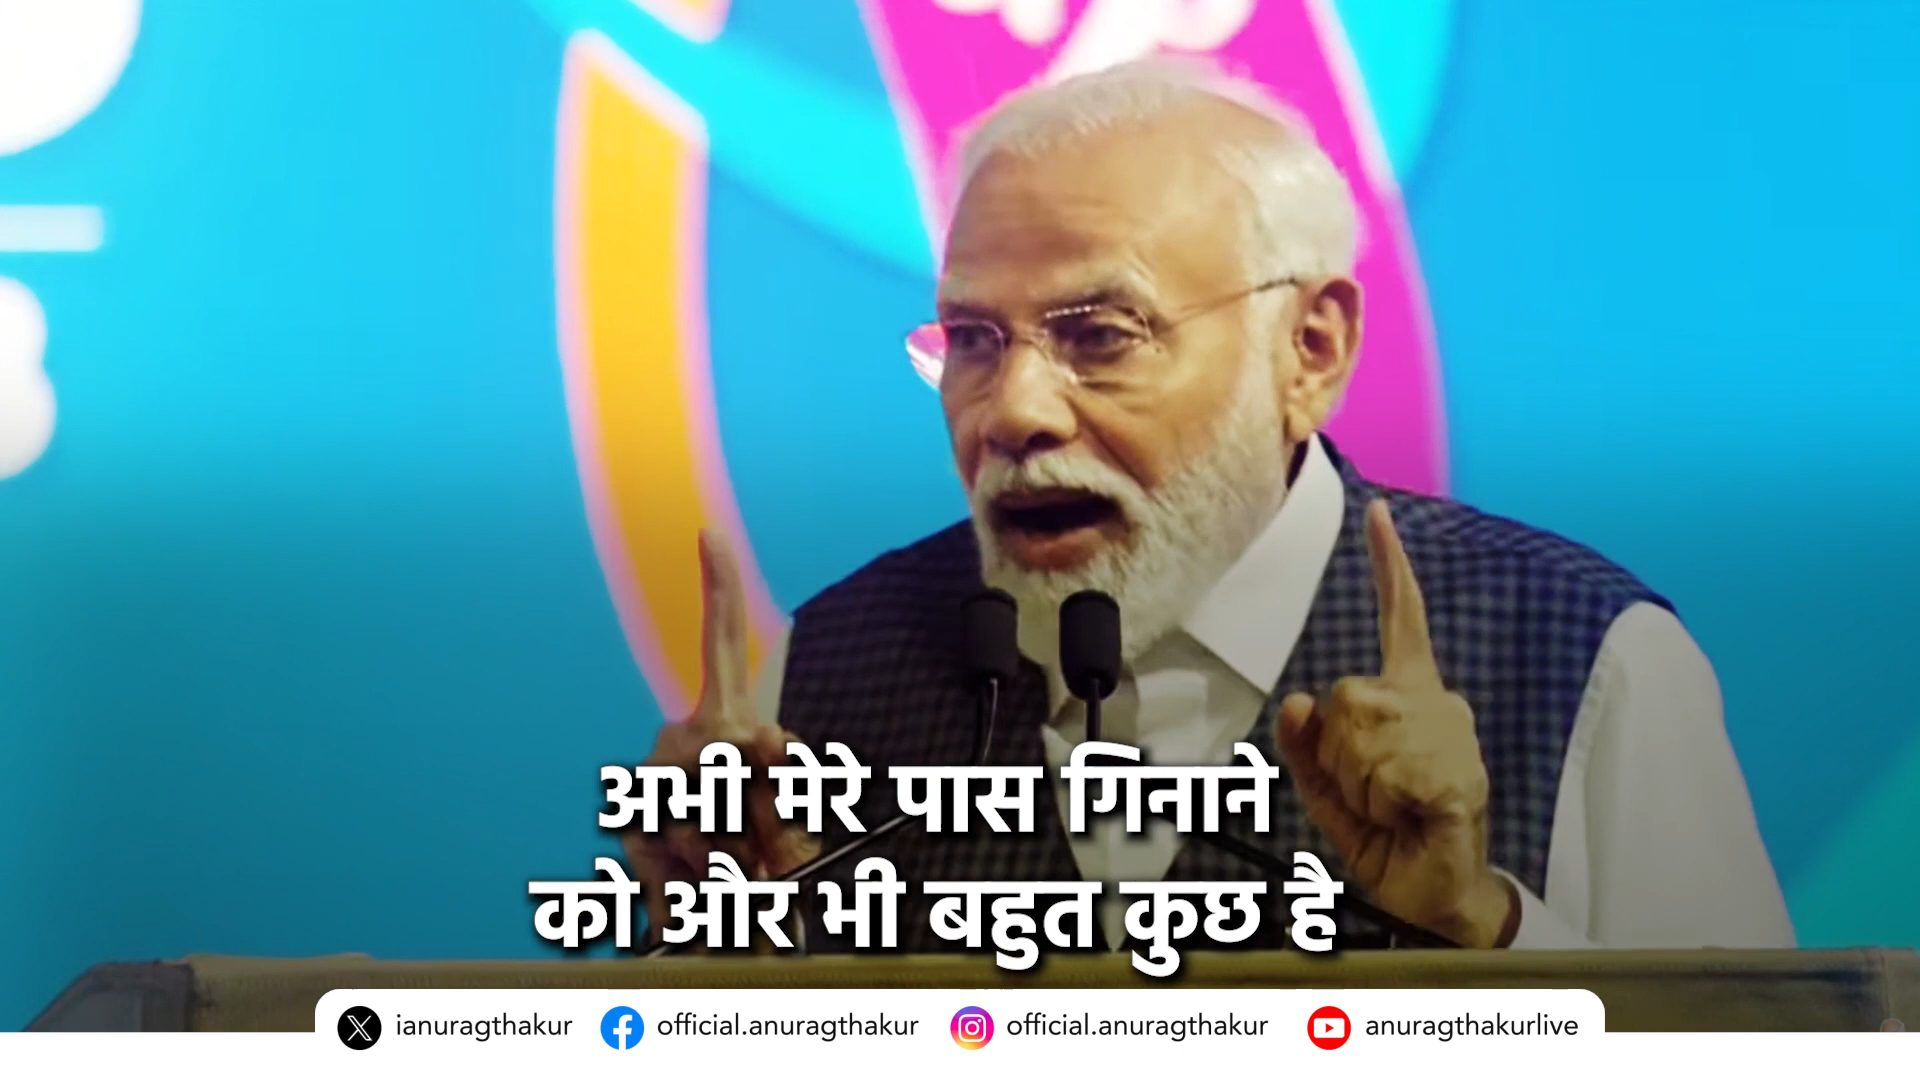 अभी मेरे पास गिनाने
को और भी बहुत कुछ है
ianuragthakur official.anuragthakur official.anuragthakur anuragthakurlive